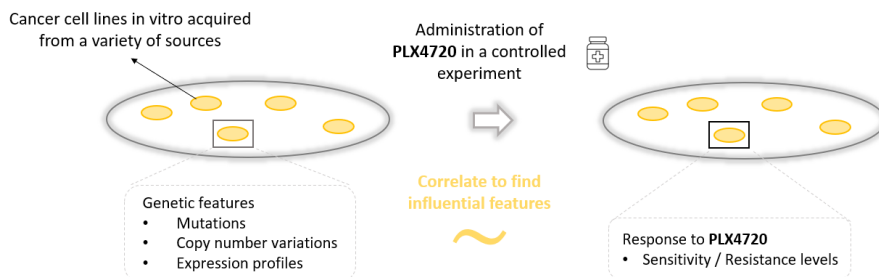 Cancer cell lines in vitro acquired
from a variety of sources
Administration of
PLX4720 in a controlled
experiment
Genetic features
• Mutations
• Copy number variations
• Expression profiles
Correlate to find
influential features
Response to PLX4720
• Sensitivity / Resistance levels